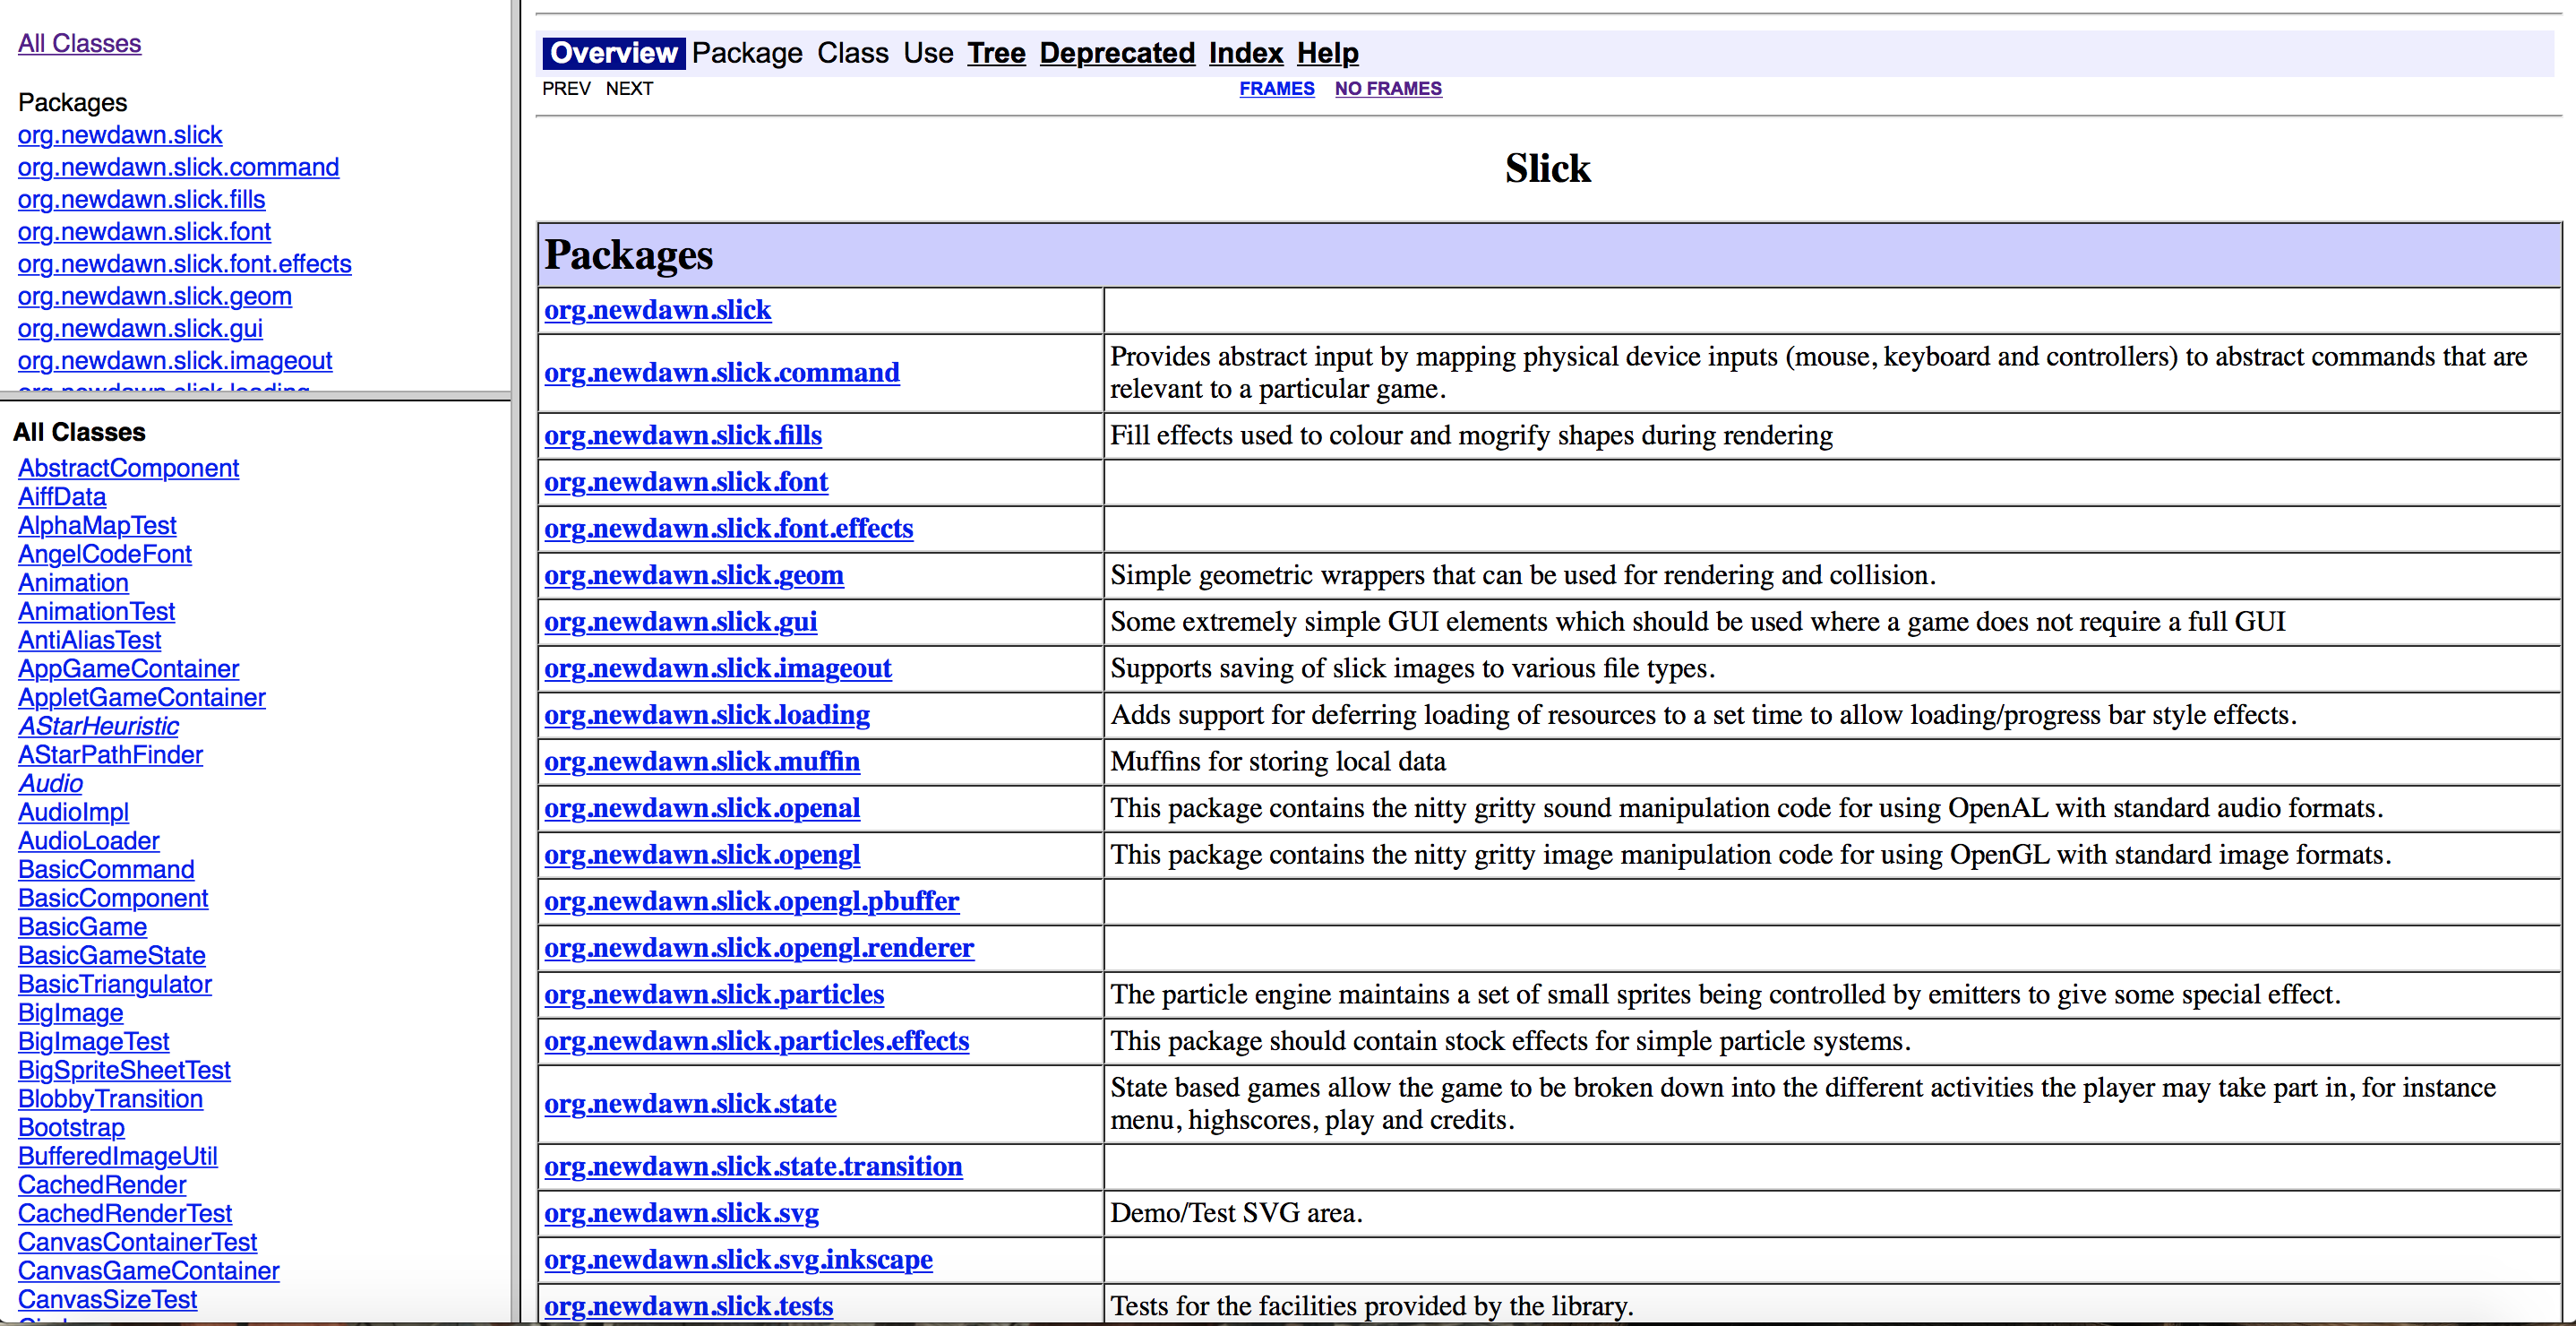 All Classes
Packages
org.newdawn.slick
org.newdawn.slick.command
org.newdawn.slick.fills
org.newdawn.slick.font
org.newdawn.slick.font.effects
org.newdawn.slick.geom
org.newdawn.slick.gui
org.newdawn.slick.imageout
org.newdawn.slick.loading
All Classes
AbstractComponent
AiffData
AlphaMapTest
AngelCodeFont
Animation
AnimationTest
AntiAliasTest
AppGameContainer
AppletGameContainer
AStarHeuristic
AStarPathFinder
Audio
AudioImpl
AudioLoader
BasicCommand
BasicComponent
BasicGame
BasicGameState
BasicTriangulator
BigImage
BigImageTest
BigSpriteSheetTest
BlobbyTransition
Bootstrap
BufferedImageUtil
CachedRender
CachedRenderTest
CanvasContainerTest
CanvasGameContainer
CanvasSizeTest
Overview Package Class Use Tree Deprecated Index Help
PREV NEXT FRAMES NO FRAMES
Slick
Packages
org.newdawn.slick
org.newdawn.slick.command Provides abstract input by mapping physical device inputs (mouse, keyboard and controllers) to abstract commands that are
relevant to a particular game.
org.newdawn.slick.fills Fill effects used to colour and mogrify shapes during rendering
org.newdawn.slick.font
org.newdawn.slick.font.effects
org.newdawn.slick.geom Simple geometric wrappers that can be used for rendering and collision.
org.newdawn.slick.gui Some extremely simple GUI elements which should be used where a game does not require a full GUI
org.newdawn.slick.imageout Supports saving of slick images to various file types.
org.newdawn.slick.loading Adds support for deferring loading of resources to a set time to allow loading/progress bar style effects.
org.newdawn.slick.muffin Muffins for storing local data
org.newdawn.slick.openal This package contains the nitty gritty sound manipulation code for using OpenAL with standard audio formats.
org.newdawn.slick.opengl This package contains the nitty gritty image manipulation code for using OpenGL with standard image formats.
org.newdawn.slick.opengl.pbuffer
org.newdawn.slick.opengl.renderer
org.newdawn.slick.particles The particle engine maintains a set of small sprites being controlled by emitters to give some special effect.
org.newdawn.slick.particles.effects This package should contain stock effects for simple particle systems.
org.newdawn.slick.state State based games allow the game to be broken down into the different activities the player may take part in, for instance
menu, highscores, play and credits.
org.newdawn.slick.state.transition
org.newdawn.slick.svg Demo/Test SVG area.
org.newdawn.slick.svg.inkscape
org.newdawn.slick.tests Tests for the facilities provided by the library.